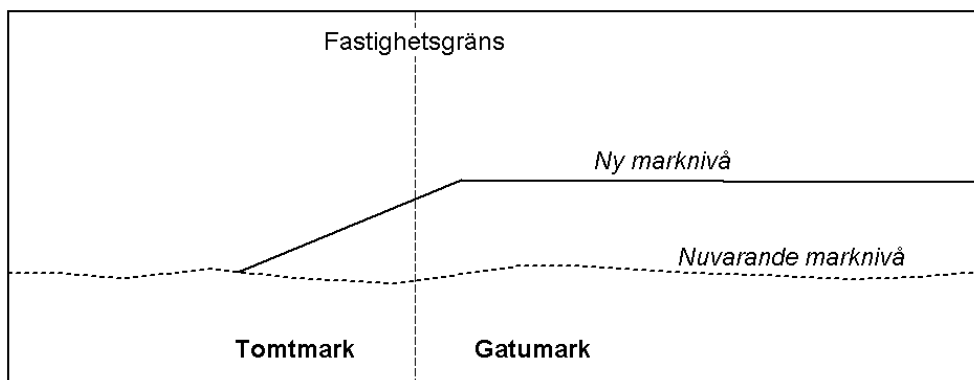 Fastighetsgräns
Ny marknivå
Nuvarande marknivå
Tomtmark
Gatumark